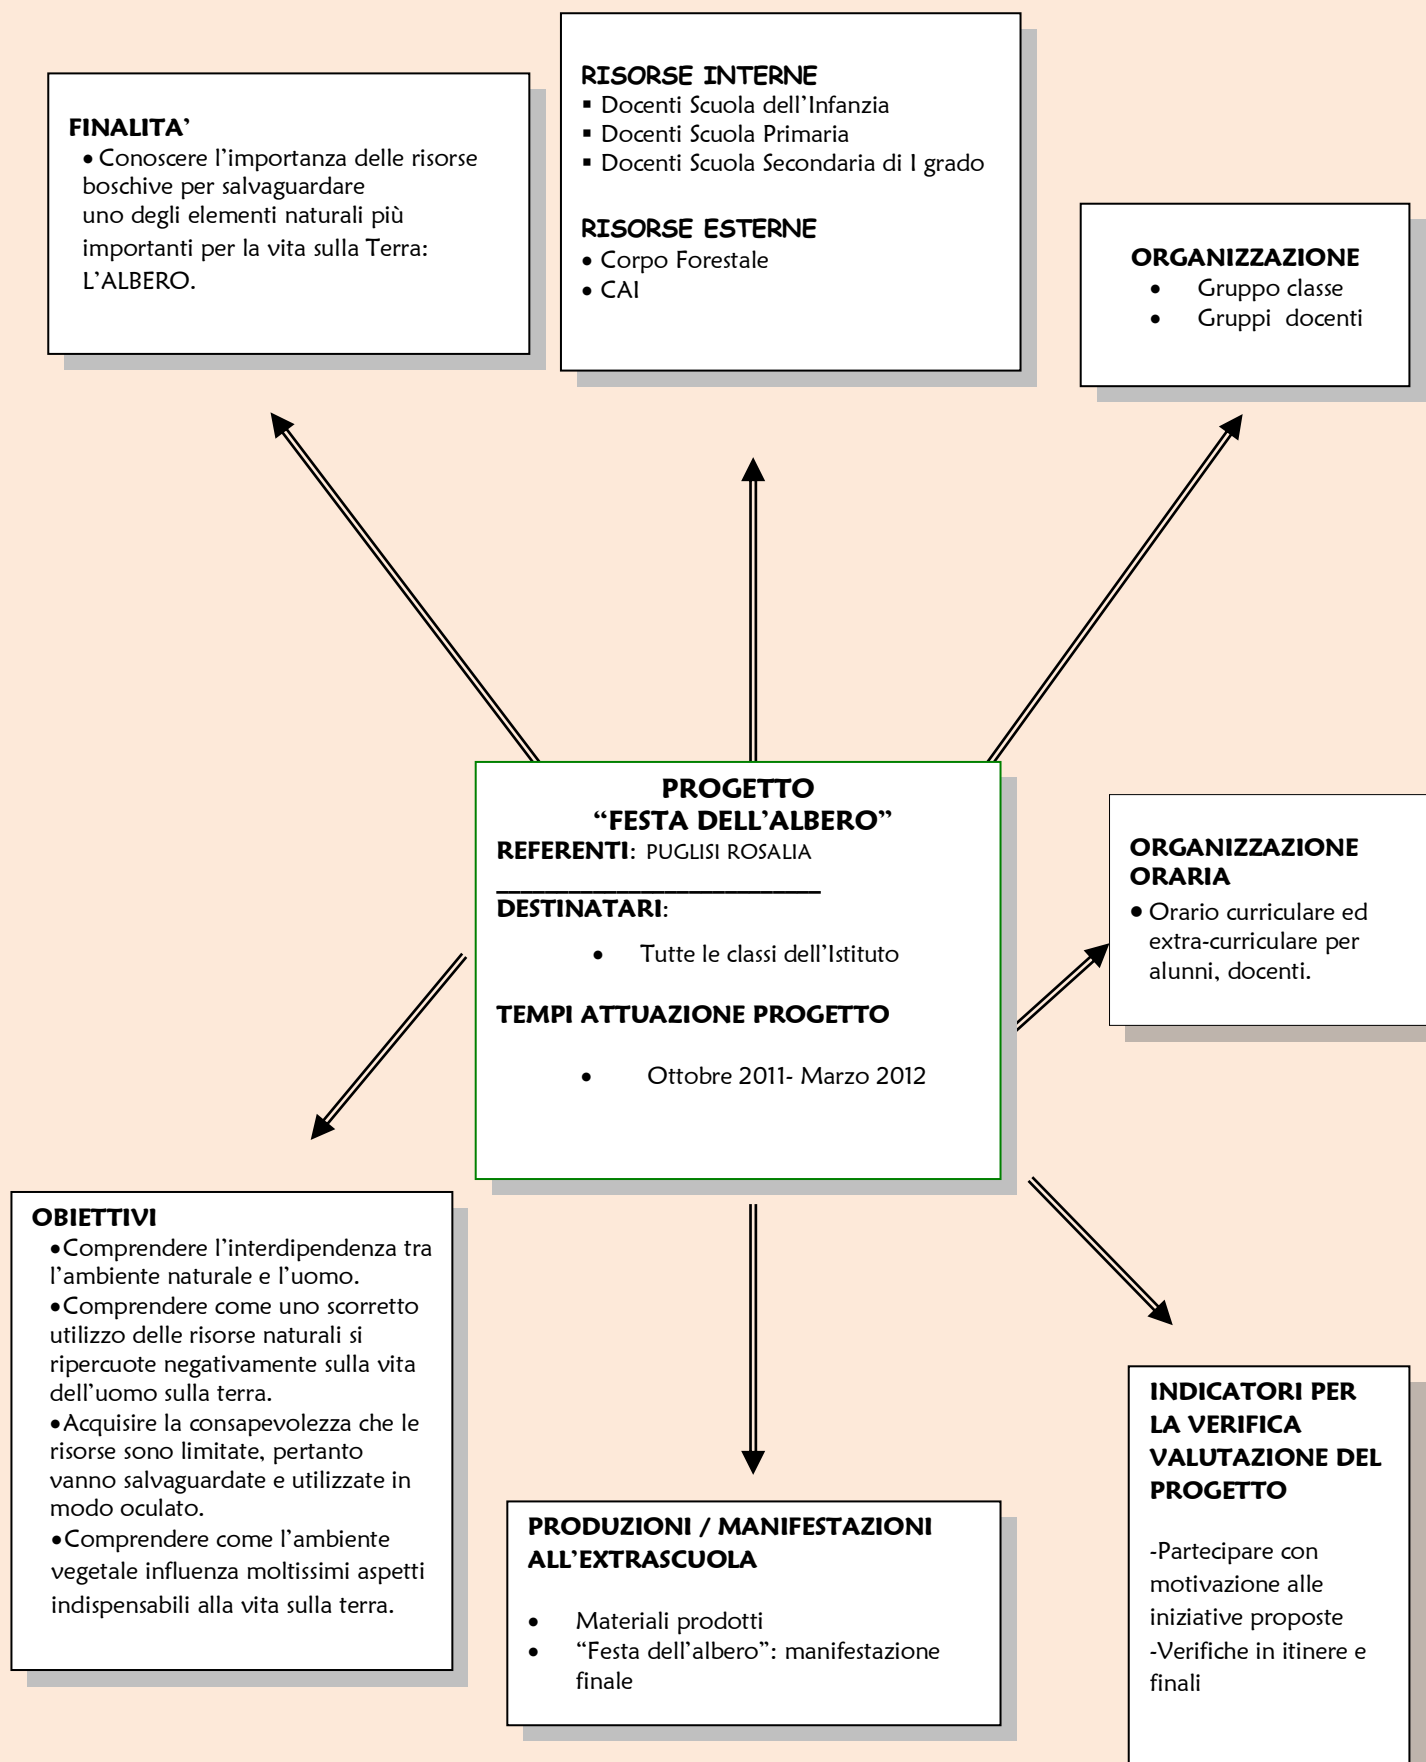 FINALITA’
• Conoscere l’importanza delle risorse
boschive per salvaguardare
uno degli elementi naturali più
importanti per la vita sulla Terra:
L’ALBERO.
RISORSE INTERNE
▪ Docenti Scuola dell’Infanzia
▪ Docenti Scuola Primaria
▪ Docenti Scuola Secondaria di I grado
RISORSE ESTERNE
• Corpo Forestale
• CAI
ORGANIZZAZIONE
• Gruppo classe
• Gruppi docenti
PROGETTO
“FESTA DELL’ALBERO”
REFERENTI: PUGLISI ROSALIA
___________________________
DESTINATARI:
• Tutte le classi dell’Istituto
TEMPI ATTUAZIONE PROGETTO
• Ottobre 2011- Marzo 2012
ORGANIZZAZIONE
ORARIA
• Orario curriculare ed
extra-curriculare per
alunni, docenti.
OBIETTIVI
•Comprendere l’interdipendenza tra
l’ambiente naturale e l’uomo.
•Comprendere come uno scorretto
utilizzo delle risorse naturali si
ripercuote negativamente sulla vita
dell’uomo sulla terra.
•Acquisire la consapevolezza che le
risorse sono limitate, pertanto
vanno salvaguardate e utilizzate in
modo oculato.
•Comprendere come l’ambiente
vegetale influenza moltissimi aspetti
indispensabili alla vita sulla terra.
PRODUZIONI / MANIFESTAZIONI
ALL’EXTRASCUOLA
• Materiali prodotti
• “Festa dell’albero”: manifestazione
finale
INDICATORI PER
LA VERIFICA
VALUTAZIONE DEL
PROGETTO
-Partecipare con
motivazione alle
iniziative proposte
-Verifiche in itinere e
finali